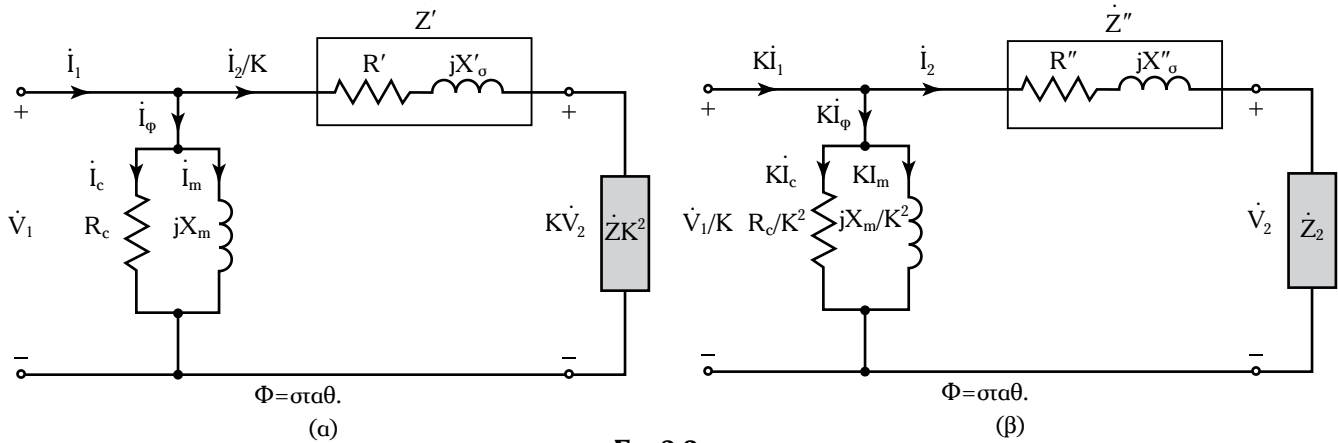 Z′
İ₁
İ₂/K
R′
jX′σ
+
+
İφ
İc
İm
V̇₁
Rc
jXm
KV̇₂
ŻK²
−
−
Φ=σταθ.
(α)
Ż″
Kİ₁
İ₂
R″
jX″σ
+
+
Kİφ
Kİc
KIm
V̇₁/K
Rc/K²
jXm/K²
V̇₂
Ż₂
−
−
Φ=σταθ.
(β)